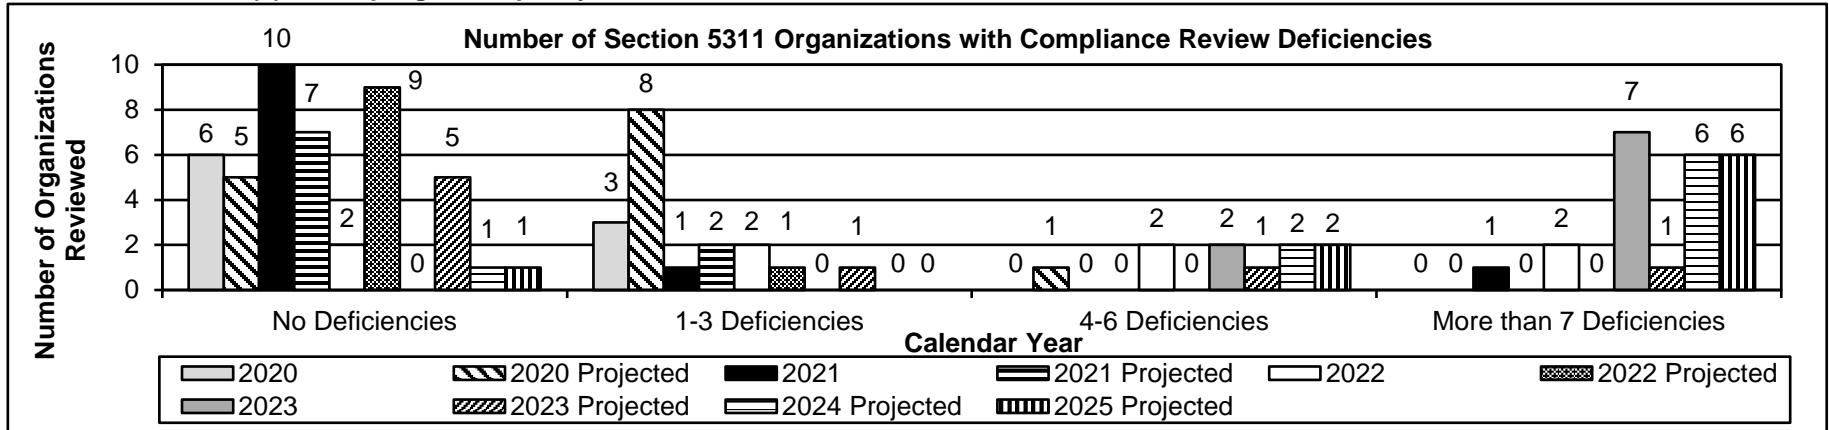 Number of Section 5311 Organizations with Compliance Review Deficiencies
Number of Organizations
Reviewed
10
8
6
4
2
0
6 5 10 7 2 9 0 5 1 1
3 8 1 2 2 1 0 1 0 0
0 1 0 0 2 0 2 1 2 2
0 0 1 0 2 0 7 1 6 6
No Deficiencies 1-3 Deficiencies 4-6 Deficiencies More than 7 Deficiencies
Calendar Year
2020 2020 Projected 2021 2021 Projected 2022 2022 Projected
2023 2023 Projected 2024 Projected 2025 Projected